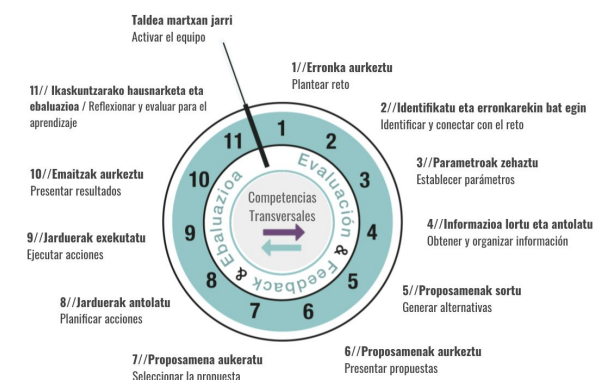 Taldea martxan jarri
Activar el equipo
1//Erronka aurkeztu
Plantear reto
2//Identifikatu eta erronkarekin bat egin
Identificar y conectar con el reto
3//Parametroak zehaztu
Establecer parámetros
4//Informazioa lortu eta antolatu
Obtener y organizar información
5//Proposamenak sortu
Generar alternativas
6//Proposamenak aurkeztu
Presentar propuestas
7//Proposamena aukeratu
Seleccionar la propuesta
8//Jarduerak antolatu
Planificar acciones
9//Jarduerak exekutatu
Ejecutar acciones
10//Emaitzak aurkeztu
Presentar resultados
11// Ikaskuntzarako hausnarketa eta
ebaluazioa / Reflexionar y evaluar para el
aprendizaje
1
2
3
4
5
6
7
8
9
10
11
Evaluación & Feedback & Ebaluazioa
Competencias
Transversales